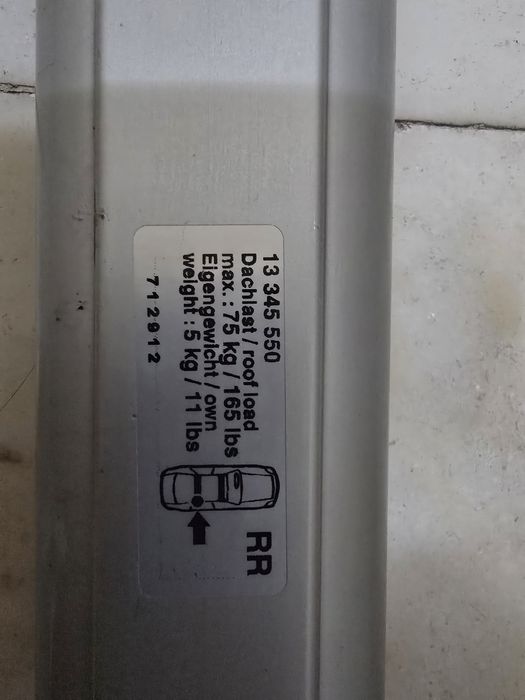 13 345 550
Dachlast / roof load
max. : 75 kg / 165 lbs
Eigengewicht / own
weight : 5 kg / 11 lbs
712912
RR